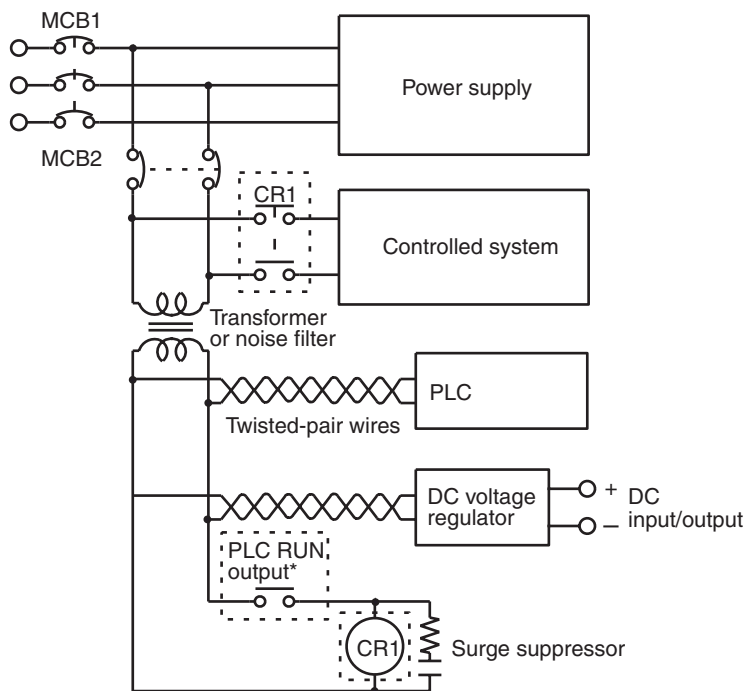 MCB1
Power supply
MCB2
CR1
Controlled system
Transformer
or noise filter
PLC
Twisted-pair wires
DC voltage
regulator
+
–
DC
input/output
PLC RUN
output*
CR1
Surge suppressor